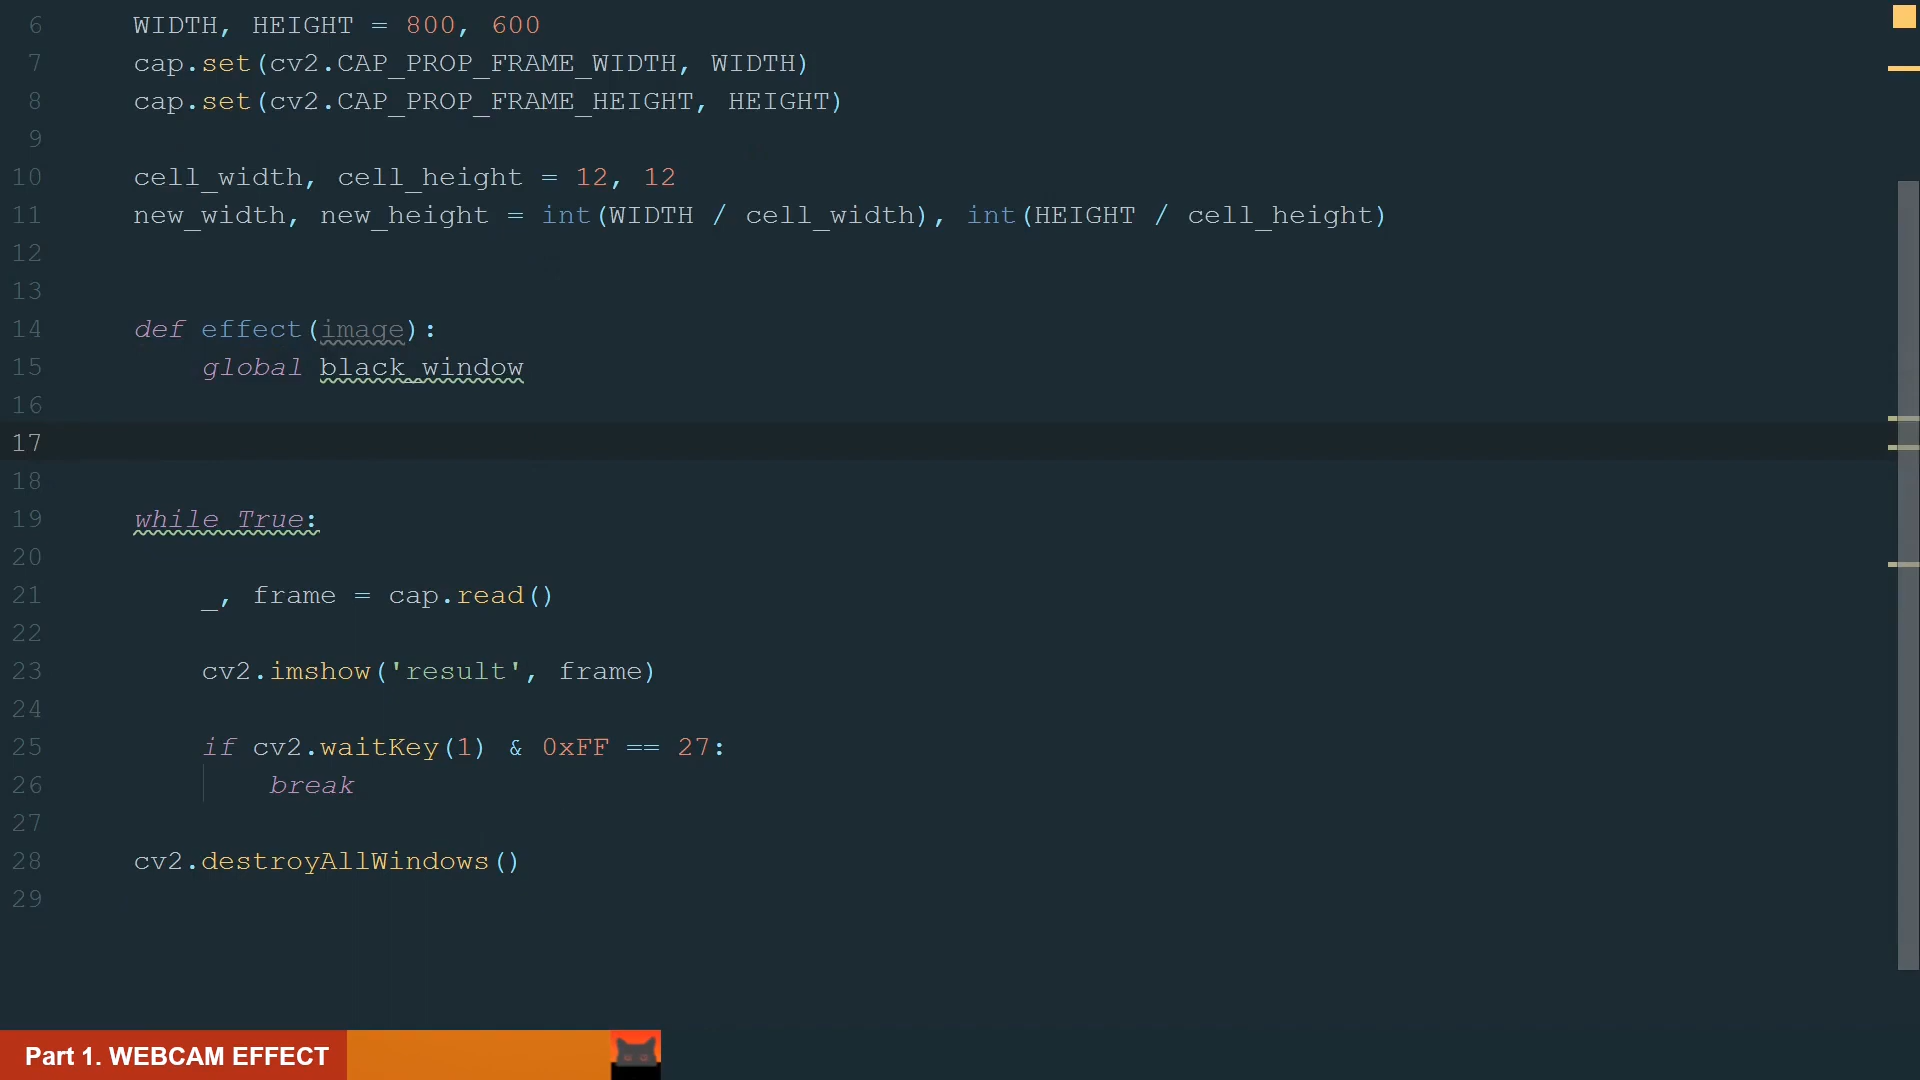 6 WIDTH, HEIGHT = 800, 600
7 cap.set(cv2.CAP_PROP_FRAME_WIDTH, WIDTH)
8 cap.set(cv2.CAP_PROP_FRAME_HEIGHT, HEIGHT)
9
10 cell_width, cell_height = 12, 12
11 new_width, new_height = int(WIDTH / cell_width), int(HEIGHT / cell_height)
12
13
14 def effect(image):
15     global black_window
16
17
18
19 while True:
20
21     _, frame = cap.read()
22
23     cv2.imshow('result', frame)
24
25     if cv2.waitKey(1) & 0xFF == 27:
26         break
27
28 cv2.destroyAllWindows()
29
Part 1. WEBCAM EFFECT